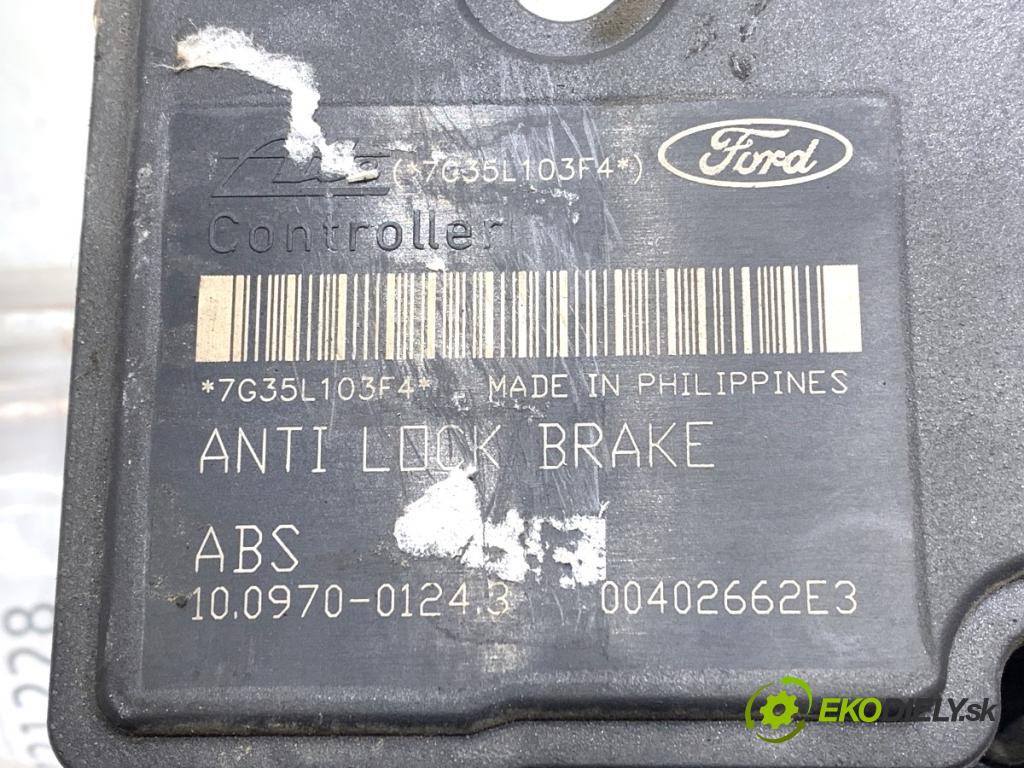 (*7G35L103F4*)
Ford
Controller
*7G35L103F4* MADE IN PHILIPPINES
ANTI LOCK BRAKE
ABS
10.0970-0124.3 00402662E3
EKODIELY.sk